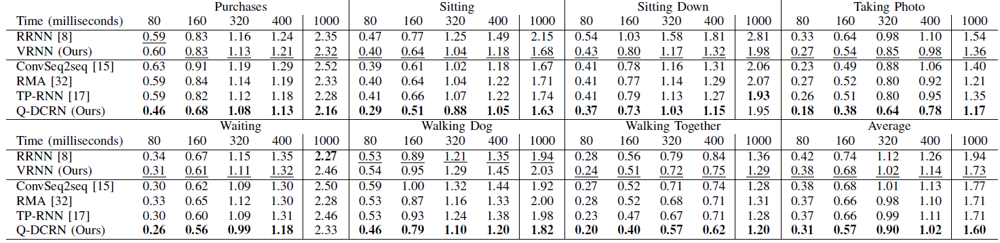 Purchases Sitting Sitting Down Taking Photo
Time (milliseconds) 80 160 320 400 1000 80 160 320 400 1000 80 160 320 400 1000 80 160 320 400 1000
RRNN [8] 0.59 0.83 1.16 1.24 2.35 0.47 0.77 1.25 1.49 2.15 0.54 1.03 1.58 1.81 2.81 0.33 0.64 0.98 1.10 1.54
VRNN (Ours) 0.60 0.83 1.13 1.21 2.32 0.40 0.64 1.04 1.18 1.68 0.43 0.80 1.17 1.32 1.98 0.27 0.54 0.85 0.98 1.36
ConvSeq2seq [15] 0.63 0.91 1.19 1.29 2.52 0.39 0.61 1.02 1.18 1.67 0.41 0.78 1.16 1.31 2.06 0.23 0.49 0.88 1.06 1.40
RMA [32] 0.59 0.84 1.14 1.19 2.33 0.40 0.64 1.04 1.22 1.71 0.41 0.77 1.14 1.29 2.07 0.27 0.52 0.80 0.92 1.21
TP-RNN [17] 0.59 0.82 1.12 1.18 2.28 0.41 0.66 1.07 1.22 1.74 0.41 0.79 1.13 1.27 1.93 0.26 0.51 0.80 0.95 1.35
Q-DCRN (Ours) 0.46 0.68 1.08 1.13 2.16 0.29 0.51 0.88 1.05 1.63 0.37 0.73 1.03 1.15 1.95 0.18 0.38 0.64 0.78 1.17
Waiting Walking Dog Walking Together Average
Time (milliseconds) 80 160 320 400 1000 80 160 320 400 1000 80 160 320 400 1000 80 160 320 400 1000
RRNN [8] 0.34 0.67 1.15 1.35 2.27 0.53 0.89 1.21 1.35 1.94 0.28 0.56 0.79 0.84 1.36 0.42 0.74 1.12 1.26 1.94
VRNN (Ours) 0.31 0.61 1.11 1.32 2.46 0.54 0.95 1.29 1.45 2.03 0.24 0.51 0.72 0.75 1.29 0.38 0.68 1.02 1.14 1.73
ConvSeq2seq [15] 0.30 0.62 1.09 1.30 2.50 0.59 1.00 1.32 1.44 1.92 0.27 0.52 0.71 0.74 1.28 0.38 0.68 1.01 1.13 1.77
RMA [32] 0.33 0.65 1.12 1.30 2.28 0.53 0.87 1.16 1.33 2.00 0.28 0.52 0.68 0.71 1.31 0.37 0.66 0.98 1.10 1.71
TP-RNN [17] 0.30 0.60 1.09 1.31 2.46 0.53 0.93 1.24 1.38 1.98 0.23 0.47 0.67 0.71 1.28 0.37 0.66 0.99 1.11 1.71
Q-DCRN (Ours) 0.26 0.56 0.99 1.18 2.33 0.46 0.79 1.10 1.20 1.82 0.20 0.40 0.57 0.62 1.20 0.31 0.57 0.90 1.02 1.60